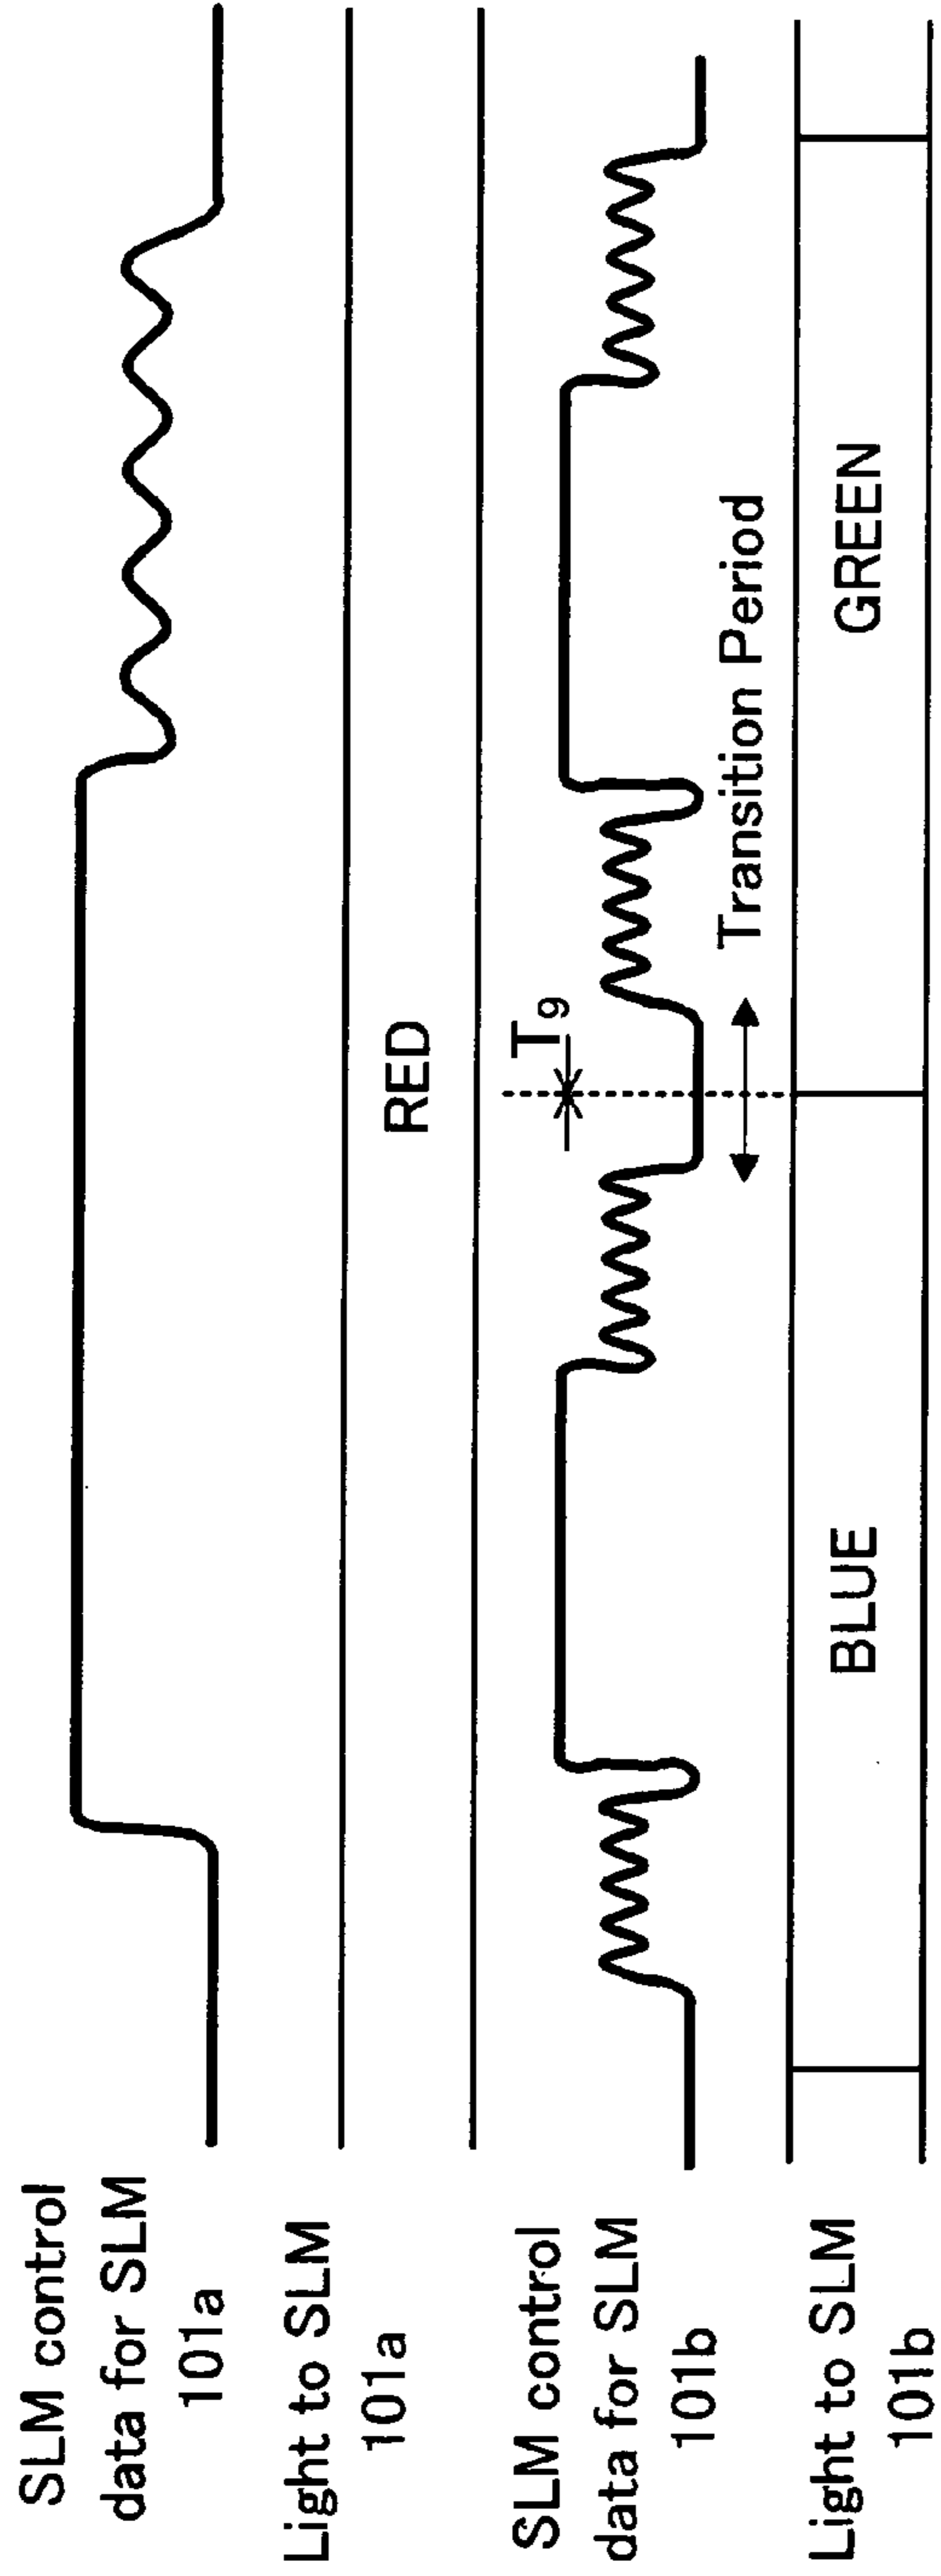 SLM control
data for SLM
101a
Light to SLM
101a
RED
SLM control
data for SLM
101b
T9
Transition Period
Light to SLM
101b
BLUE
GREEN